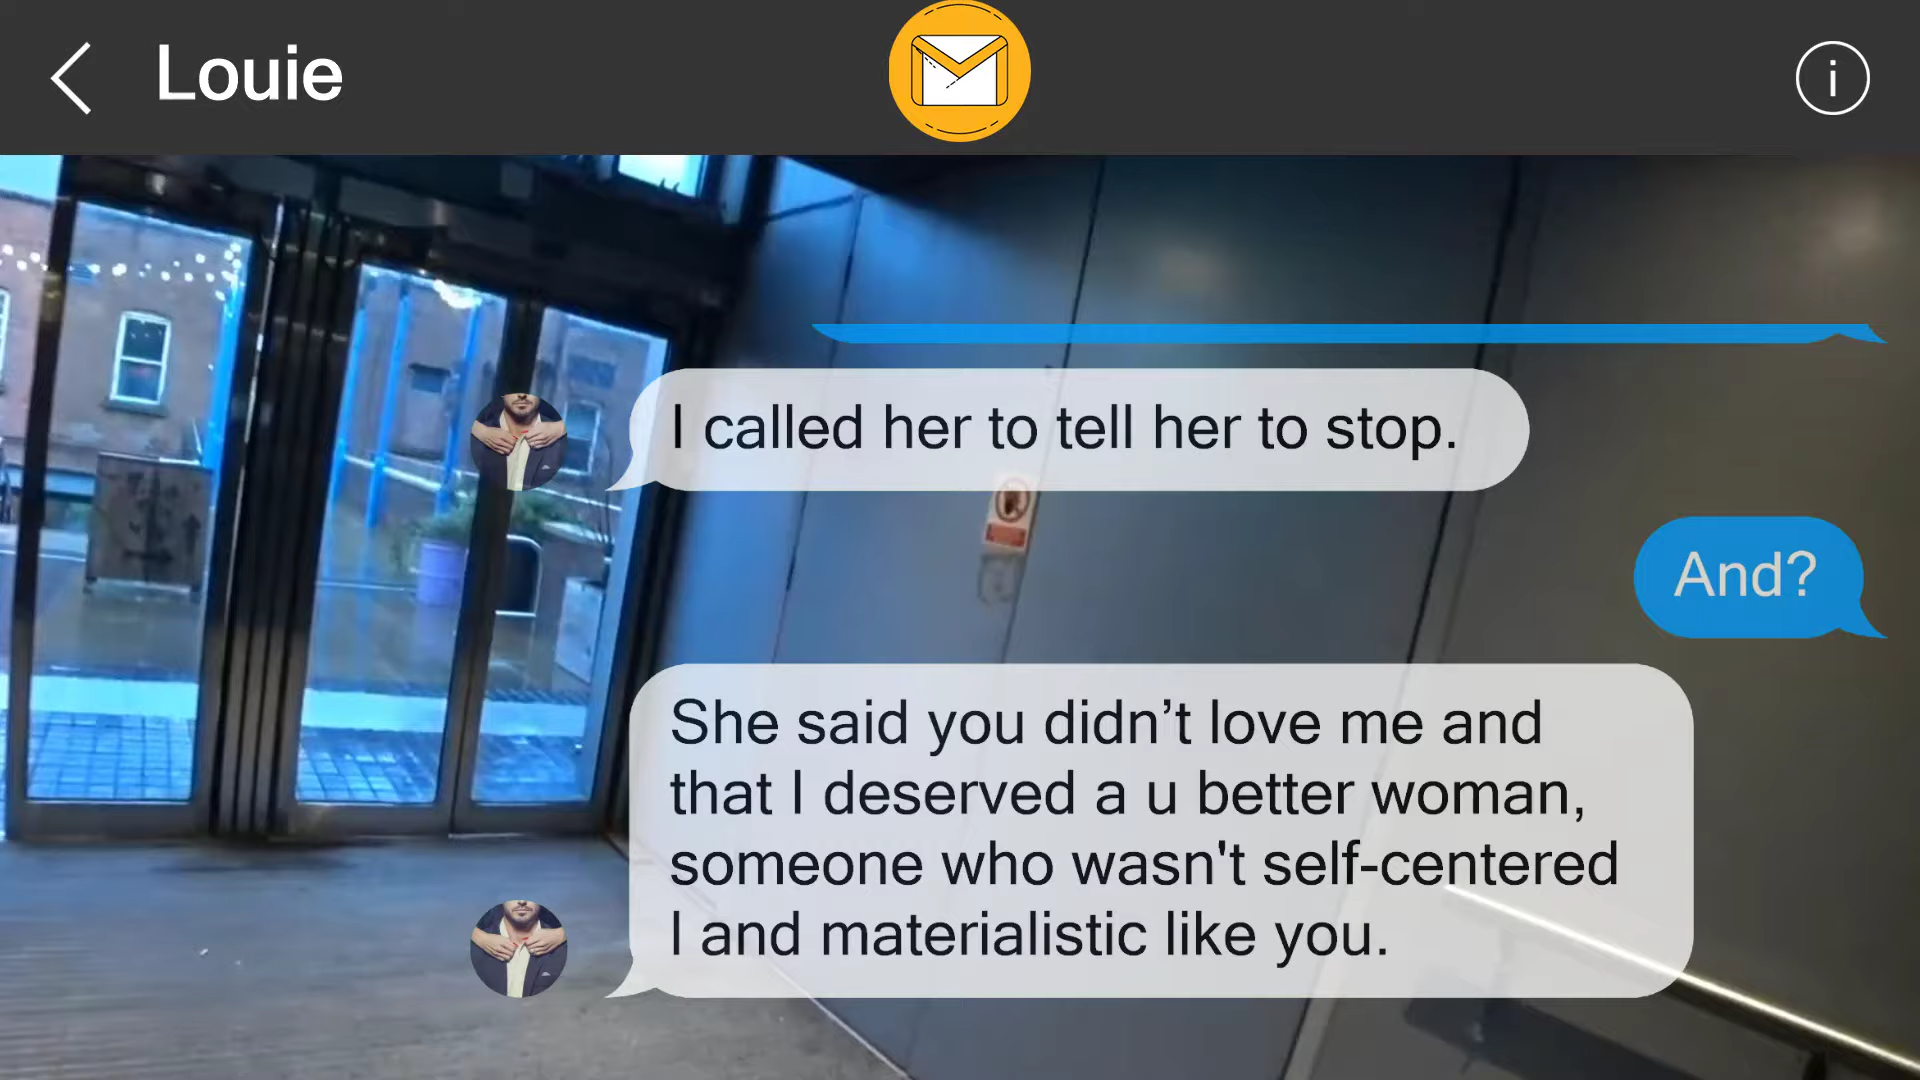 Louie
i
I called her to tell her to stop.
And?
She said you didn’t love me and
that I deserved a u better woman,
someone who wasn't self-centered
I and materialistic like you.